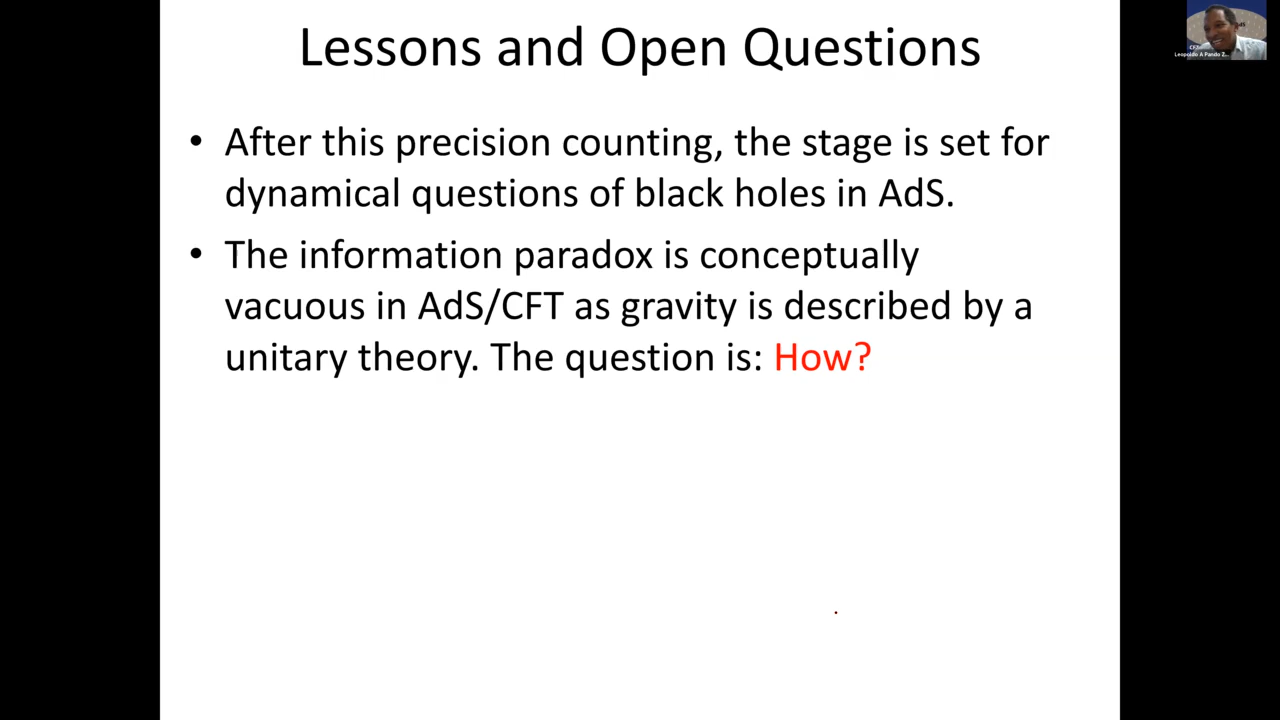 Lessons and Open Questions
• After this precision counting, the stage is set for
dynamical questions of black holes in AdS.
• The information paradox is conceptually
vacuous in AdS/CFT as gravity is described by a
unitary theory. The question is: How?
Leopoldo A Pando Z...